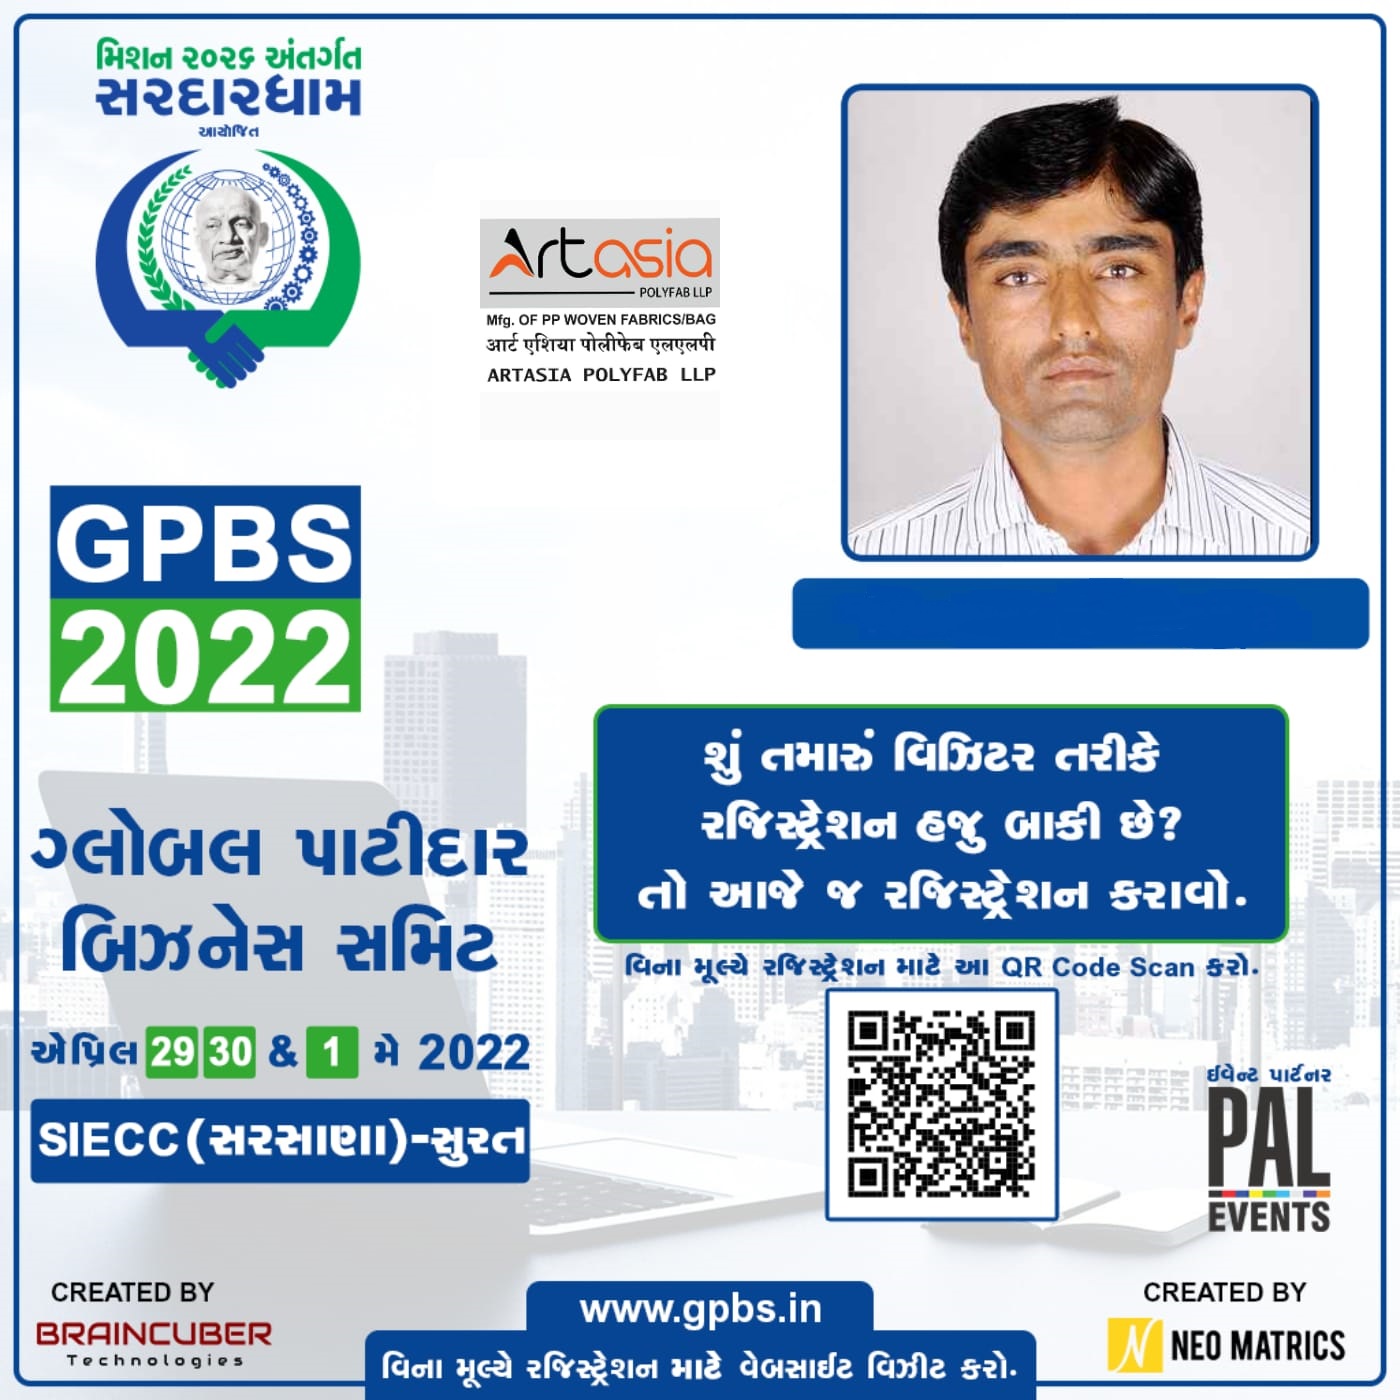 મિશન ૨૦૨૬ અંતર્ગત
સરદારધામ
આયોજિત
Artasia
POLYFAB LLP
Mfg. OF PP WOVEN FABRICS/BAG
आर्ट एशिया पोलीफेब एलएलपी
ARTASIA POLYFAB LLP
GPBS
2022
ગ્લોબલ પાટીદાર
બિઝનેસ સમિટ
એપ્રિલ 29 30 & 1 મે 2022
SIECC (સરસાણા)-સુરત
શું તમારું વિઝિટર તરીકે
રજિસ્ટ્રેશન હજુ બાકી છે?
તો આજે જ રજિસ્ટ્રેશન કરાવો.
વિના મૂલ્યે રજિસ્ટ્રેશન માટે આ QR Code Scan કરો.
ઈવેન્ટ પાર્ટનર
PAL
EVENTS
CREATED BY
BRAINCUBER
Technologies
www.gpbs.in
વિના મૂલ્યે રજિસ્ટ્રેશન માટે વેબસાઈટ વિઝીટ કરો.
CREATED BY
N NEO MATRICS